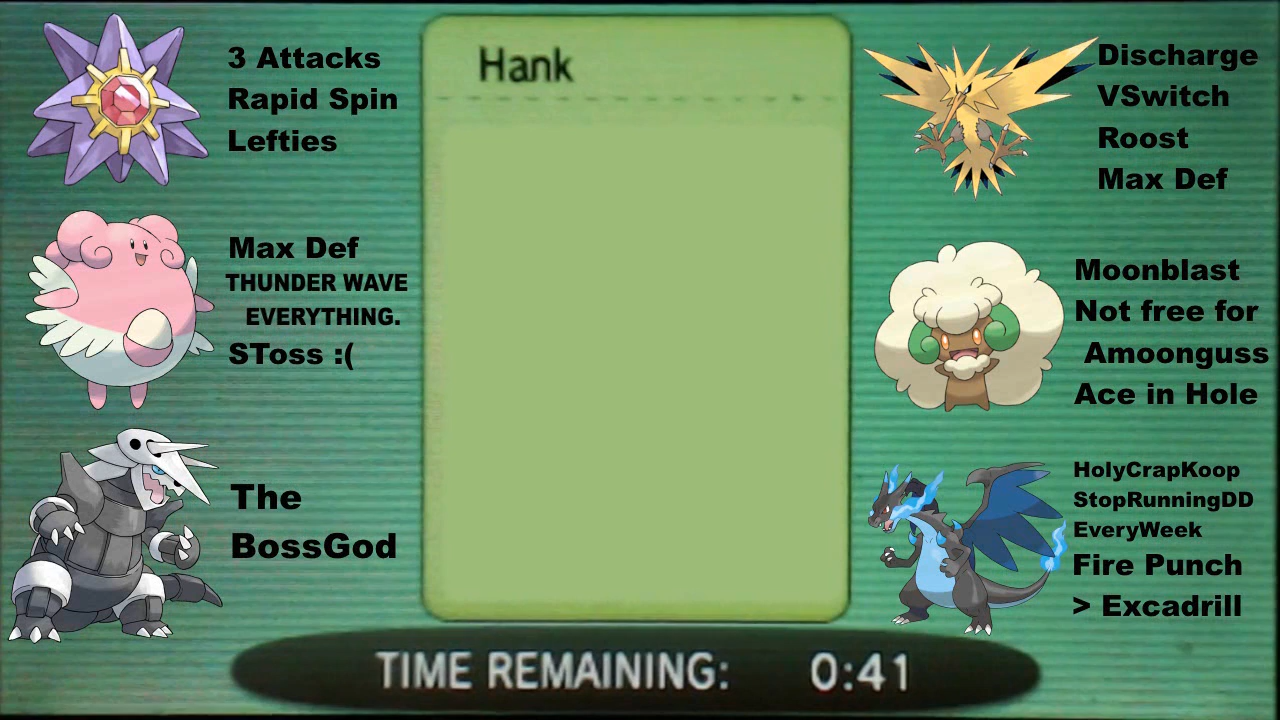 3 Attacks
Rapid Spin
Lefties
Max Def
THUNDER WAVE
EVERYTHING.
SToss :(
The
BossGod
Hank
Discharge
VSwitch
Roost
Max Def
Moonblast
Not free for
Amoonguss
Ace in Hole
HolyCrapKoop
StopRunningDD
EveryWeek
Fire Punch
> Excadrill
TIME REMAINING: 0:41